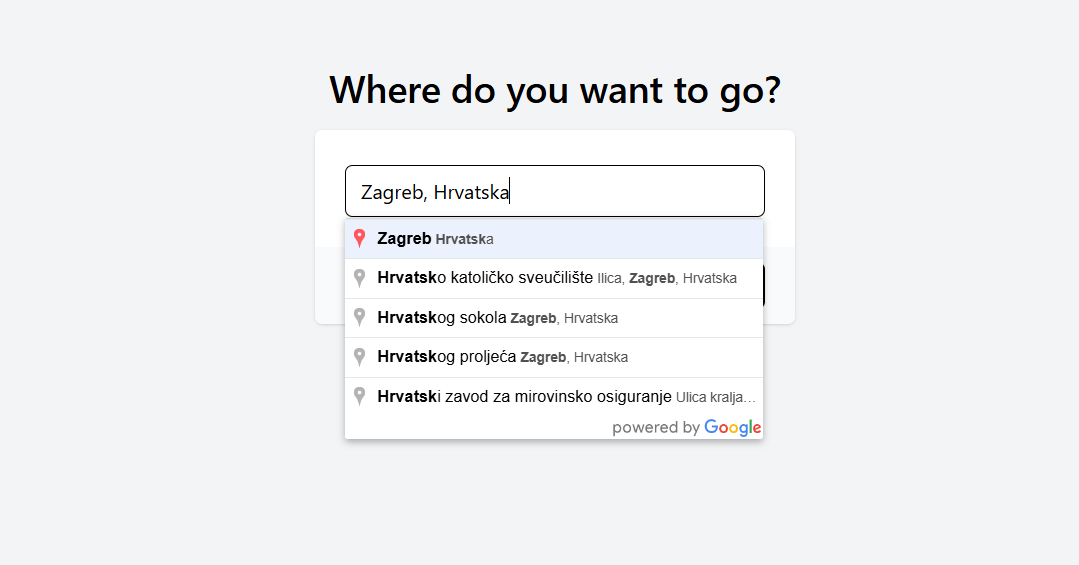 Where do you want to go?
Zagreb, Hrvatska
Zagreb Hrvatska
Hrvatsko katoličko sveučilište Ilica, Zagreb, Hrvatska
Hrvatskog sokola Zagreb, Hrvatska
Hrvatskog proljeća Zagreb, Hrvatska
Hrvatski zavod za mirovinsko osiguranje Ulica kralja…
powered by Google